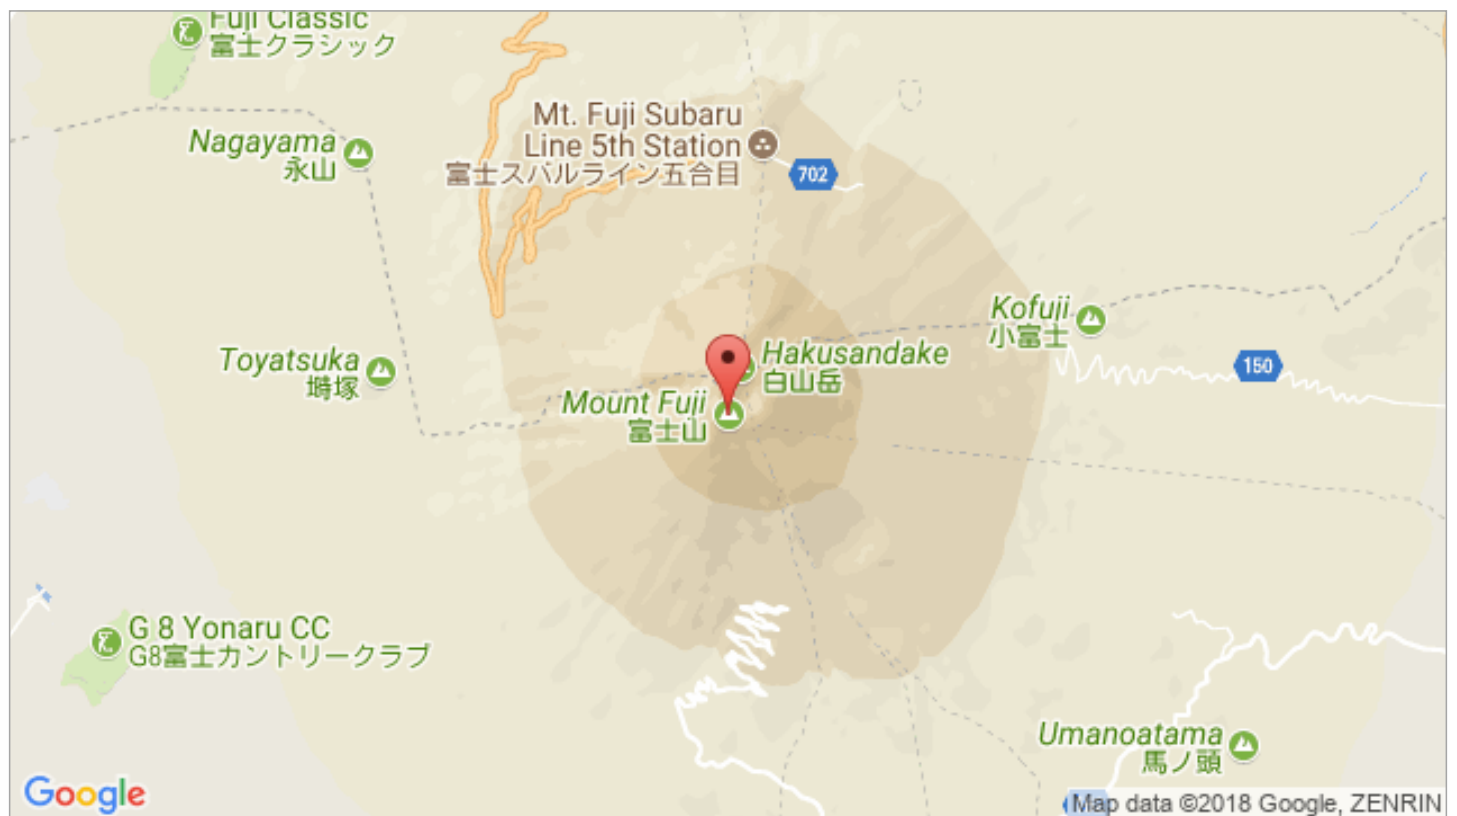 Fuji Classic
富士クラシック
Mt. Fuji Subaru
Line 5th Station
富士スバルライン五合目
702
Nagayama
永山
Kofuji
小富士
150
Toyatsuka
塒塚
Hakusandake
白山岳
Mount Fuji
富士山
G 8 Yonaru CC
G8富士カントリークラブ
Umanoatama
馬ノ頭
Google
Map data ©2018 Google, ZENRIN